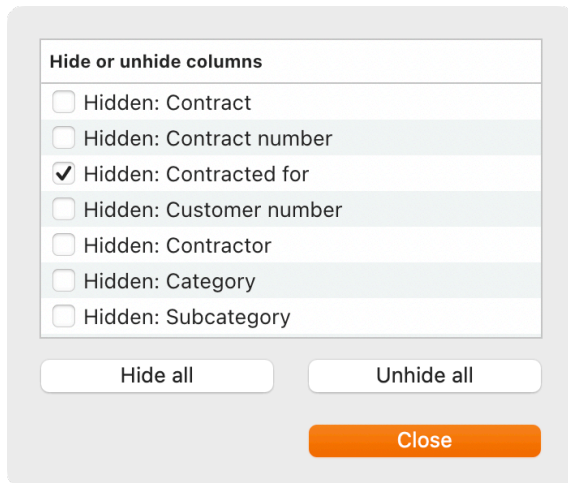 Hide or unhide columns
Hidden: Contract
Hidden: Contract number
Hidden: Contracted for
Hidden: Customer number
Hidden: Contractor
Hidden: Category
Hidden: Subcategory
Hide all
Unhide all
Close